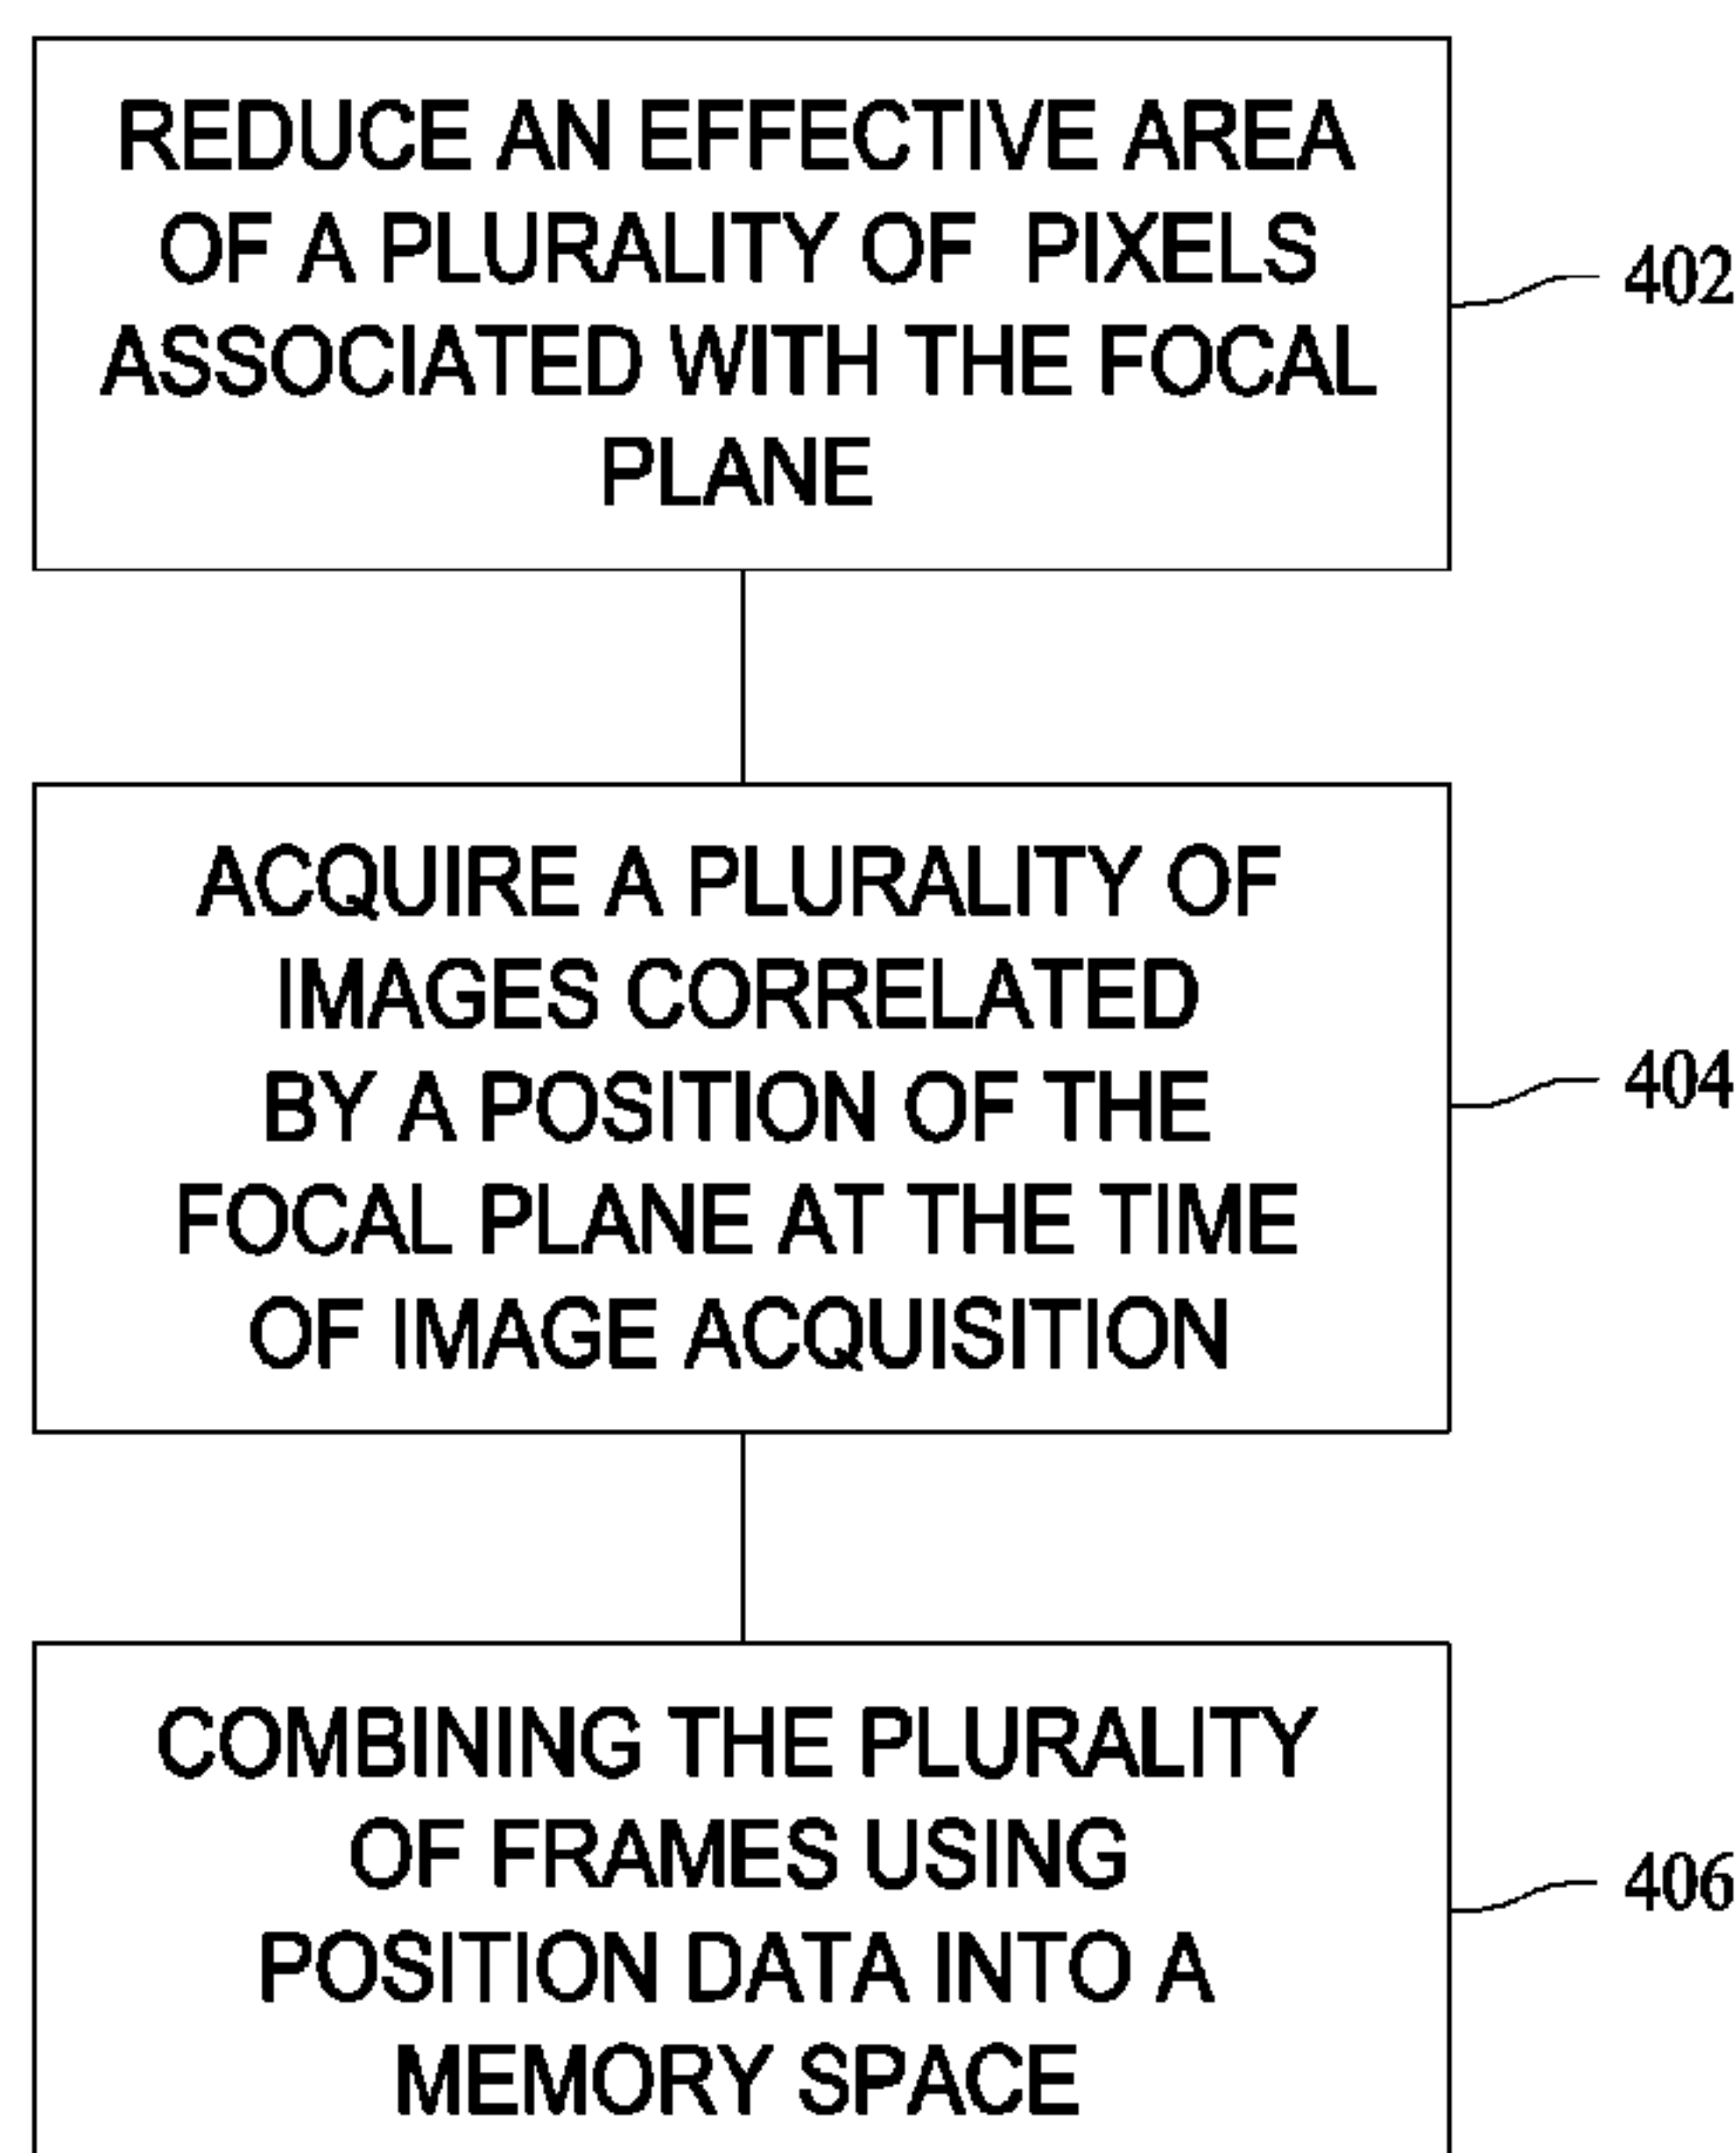 REDUCE AN EFFECTIVE AREA
OF A PLURALITY OF PIXELS
ASSOCIATED WITH THE FOCAL
PLANE
402
ACQUIRE A PLURALITY OF
IMAGES CORRELATED
BY A POSITION OF THE
FOCAL PLANE AT THE TIME
OF IMAGE ACQUISITION
404
COMBINING THE PLURALITY
OF FRAMES USING
POSITION DATA INTO A
MEMORY SPACE
406